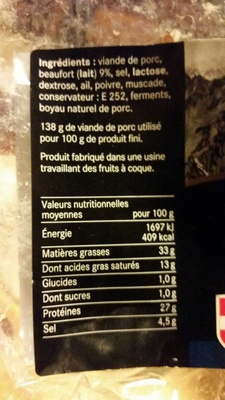 Ingrédients : viande de porc,
beaufort (lait) 9%, sel, lactose,
dextrose, ail, poivre, muscade,
conservateur : E 252, ferments,
boyau naturel de porc.
138 g de viande de porc utilisé
pour 100 g de produit fini.
Produit fabriqué dans une usine
travaillant des fruits à coque.
Valeurs nutritionnelles
moyennes pour 100 g
Énergie 1697 kJ
409 kcal
Matières grasses 33 g
Dont acides gras saturés 13 g
Glucides 1,0 g
Dont sucres 1,0 g
Protéines 27 g
Sel 4,5 g